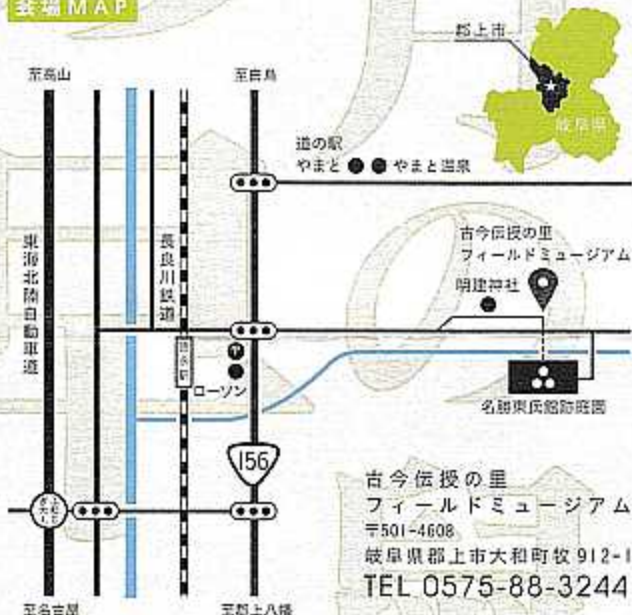 会場MAP
郡上市
岐阜県
至高山
至白鳥
道の駅
やまと
やまと温泉
東海北陸自動車道
長良川鉄道
古今伝授の里
フィールドミュージアム
明建神社
徳永駅
〒
ローソン
名勝東氏館跡庭園
156
古今伝授の里
フィールドミュージアム
〒501-4608
岐阜県郡上市大和町牧912-1
TEL 0575-88-3244
至名古屋
至郡上八幡